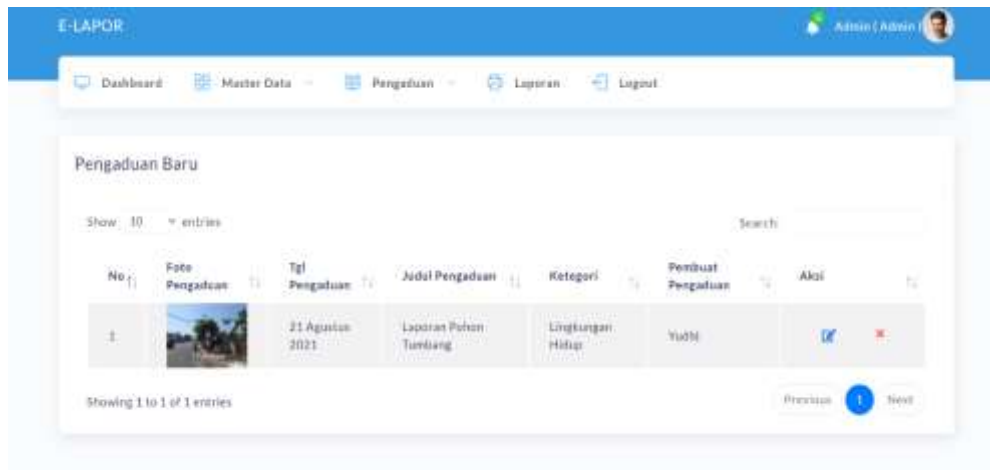 E-LAPOR
Admin ( Admin )
Dashboard Master Data Pengaduan Laporan Logout
Pengaduan Baru
Show 10 entries
Search:
No Foto Pengaduan Tgl Pengaduan Judul Pengaduan Ketegori Pembuat Pengaduan Aksi
1 21 Agustus 2021 Laporan Pohon Tumbang Lingkungan Hidup Yudhi
Showing 1 to 1 of 1 entries
Previous 1 Next